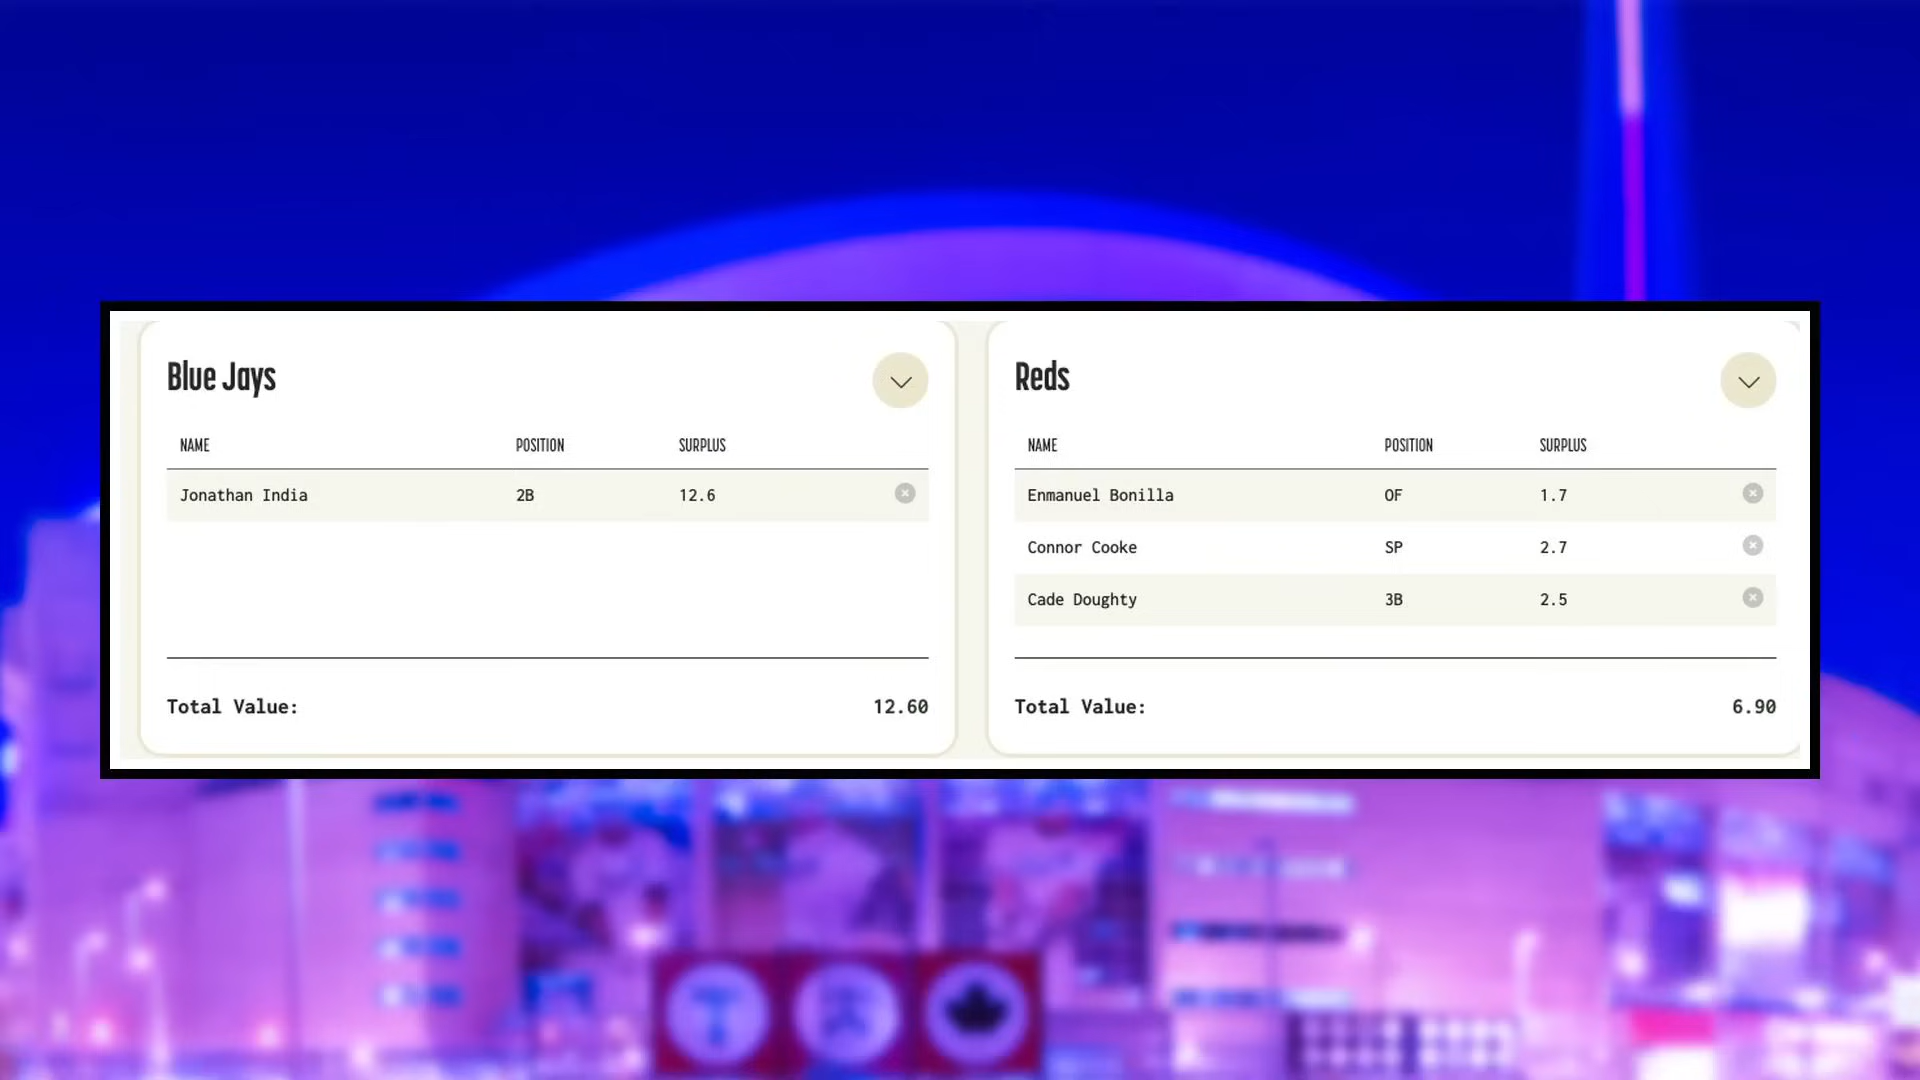 Blue Jays
NAME POSITION SURPLUS
Jonathan India 2B 12.6
Total Value: 12.60
Reds
NAME POSITION SURPLUS
Enmanuel Bonilla OF 1.7
Connor Cooke SP 2.7
Cade Doughty 3B 2.5
Total Value: 6.90